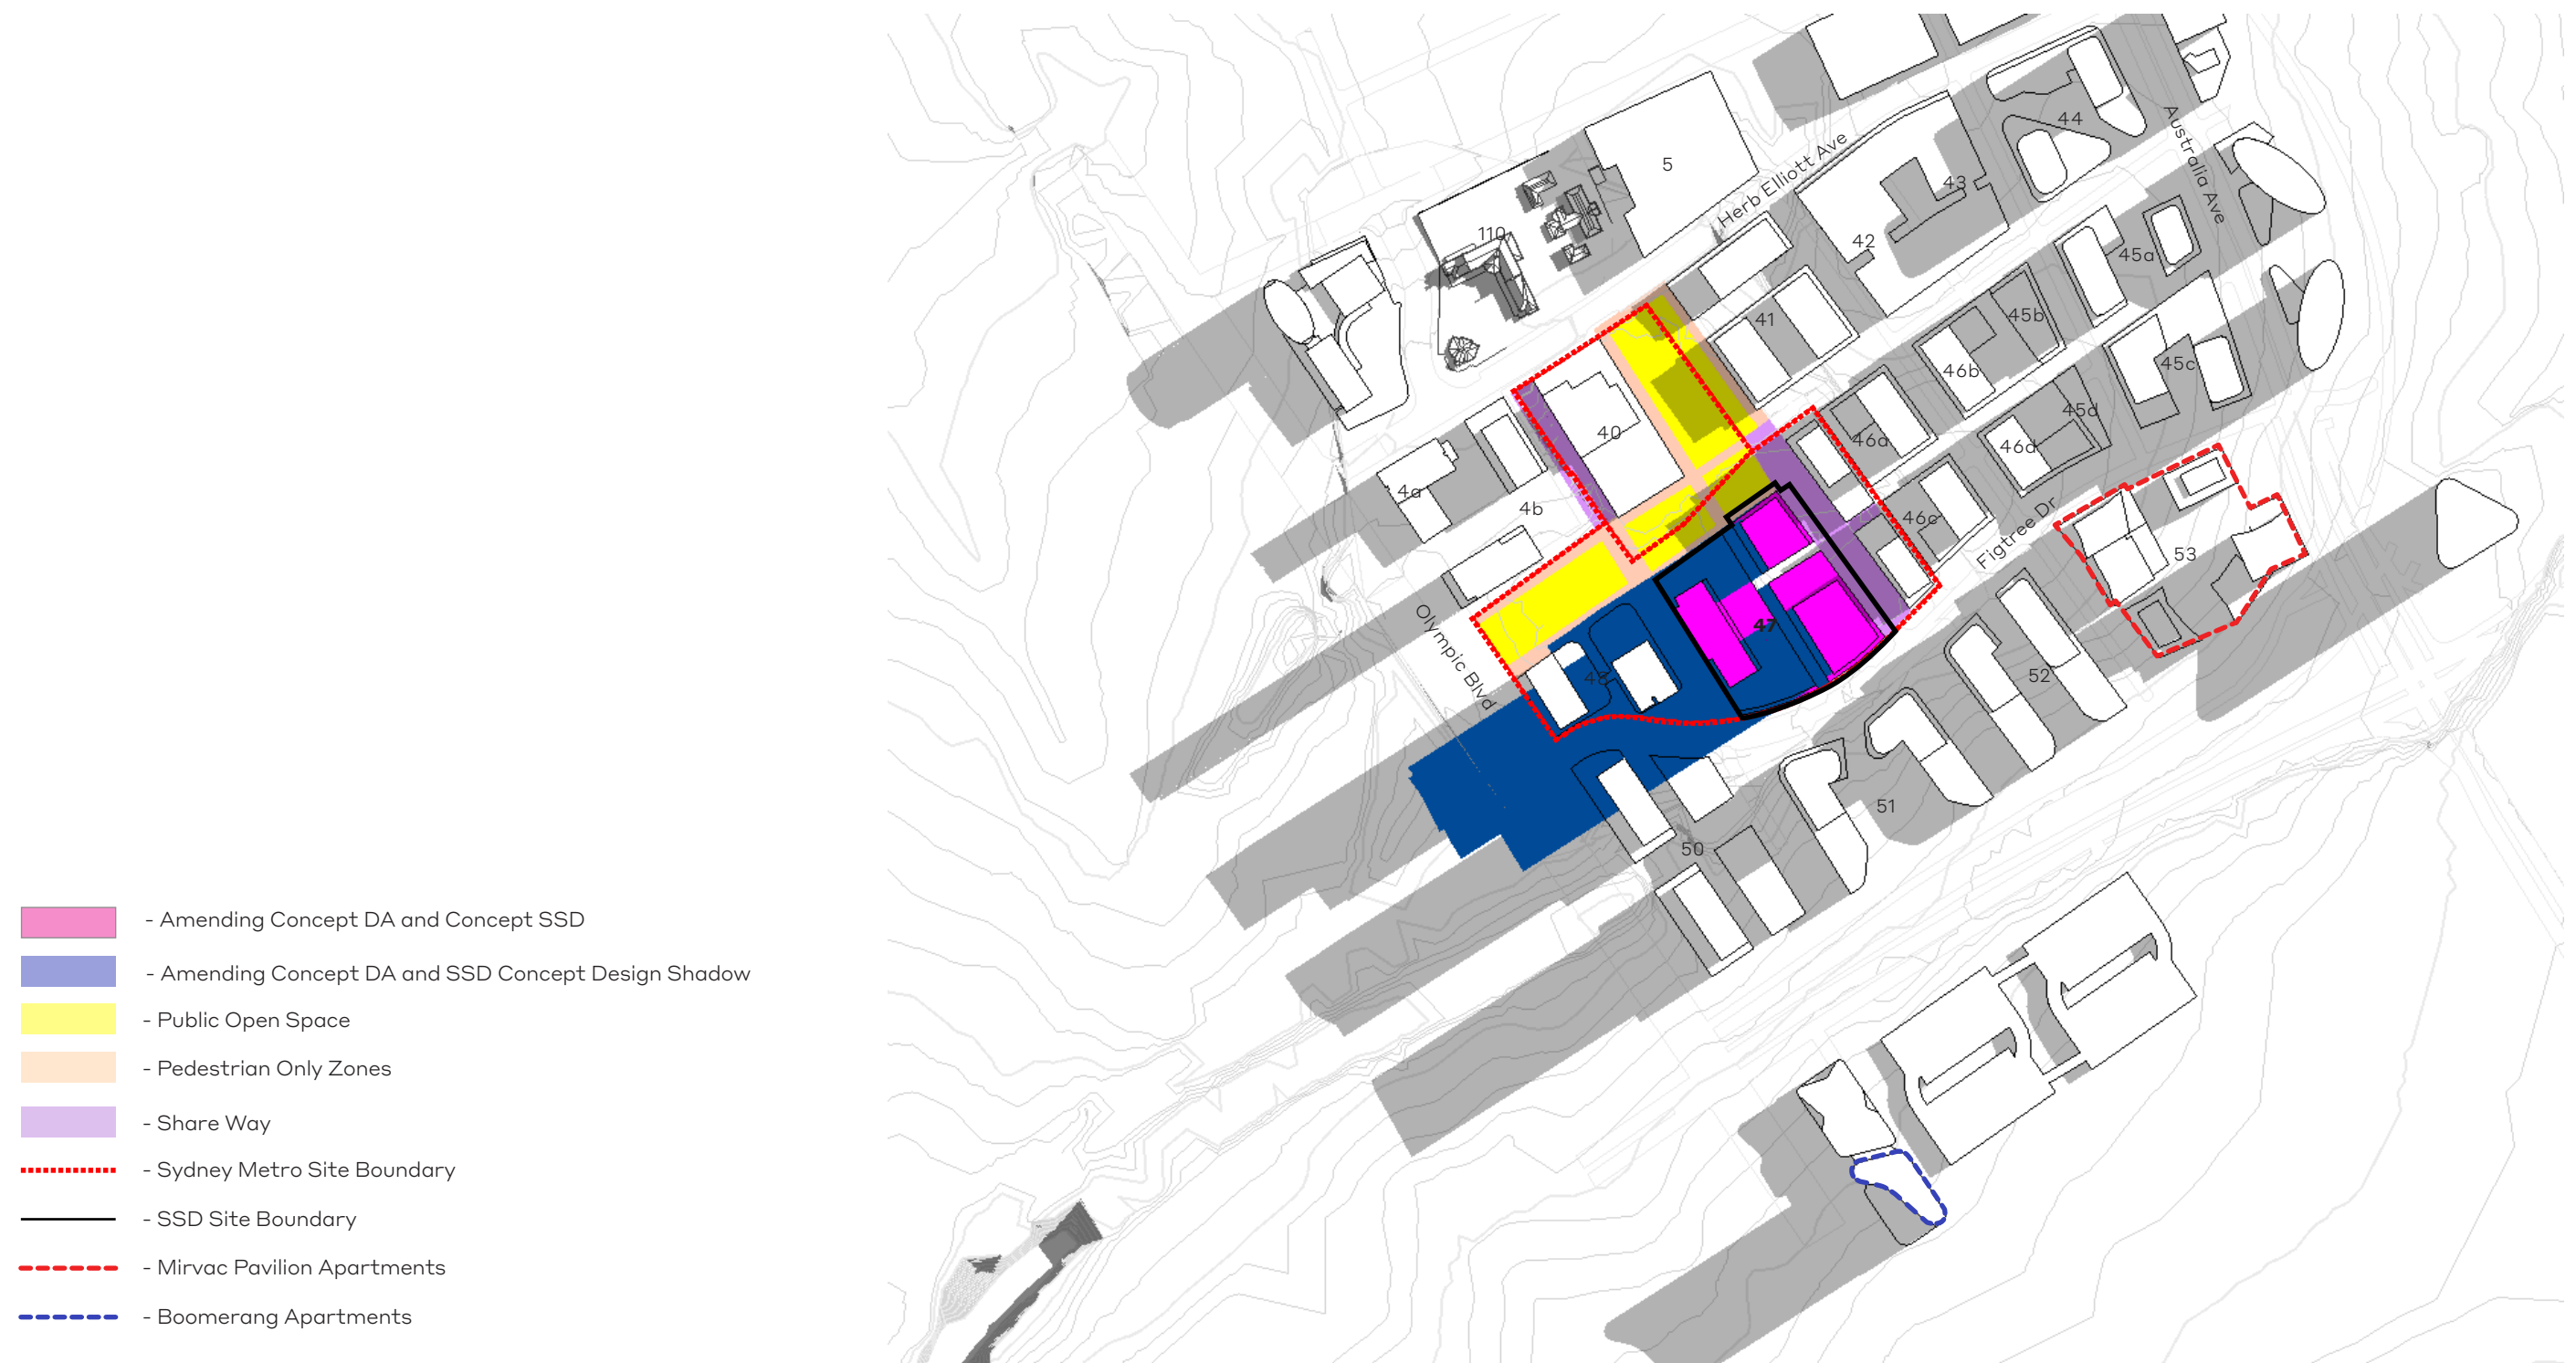 - Amending Concept DA and Concept SSD
- Amending Concept DA and SSD Concept Design Shadow
- Public Open Space
- Pedestrian Only Zones
- Share Way
- Sydney Metro Site Boundary
- SSD Site Boundary
- Mirvac Pavilion Apartments
- Boomerang Apartments
Herb Elliott Ave
Australia Ave
Olympic Blvd
Figtree Dr
5
110
44
43
42
41
45a
45b
46b
45c
45d
40
46a
46d
4a
4b
46c
53
47
48
52
51
50